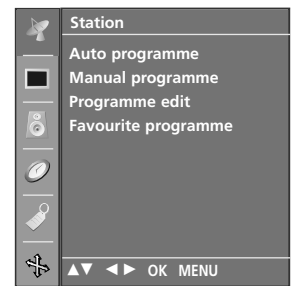 Station
Auto programme
Manual programme
Programme edit
Favourite programme
▲▼ ◄► OK MENU